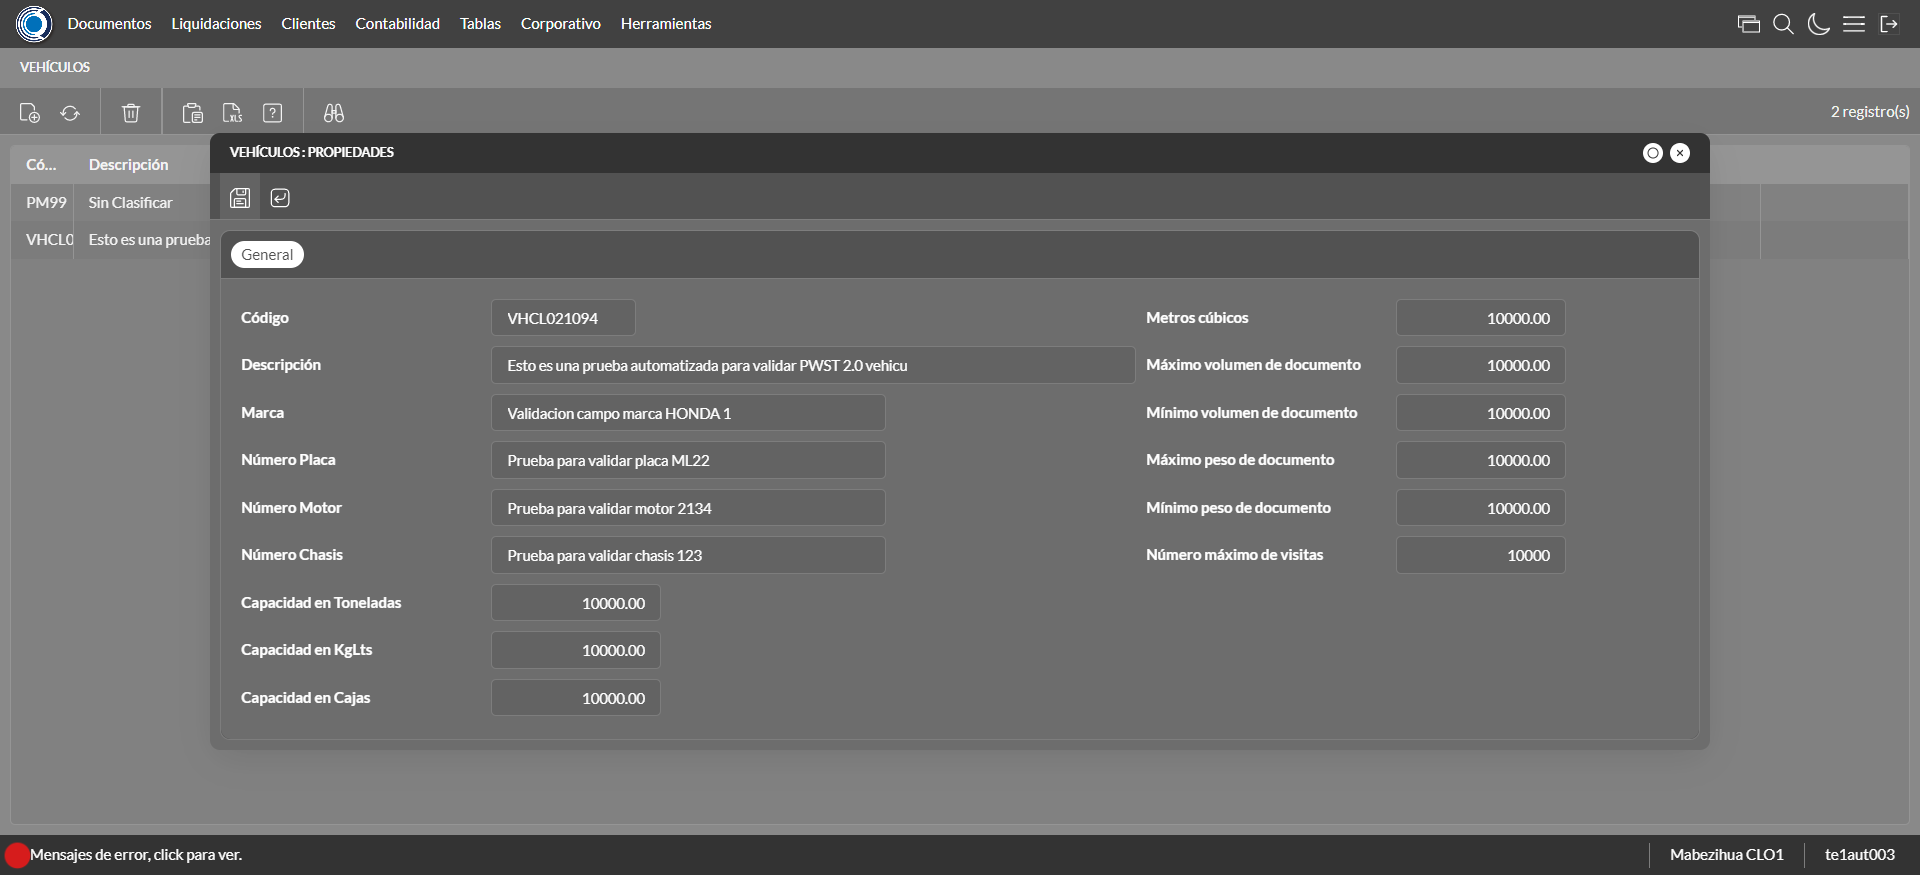 Documentos Liquidaciones Clientes Contabilidad Tablas Corporativo Herramientas
VEHÍCULOS
XLS ?
2 registro(s)
Có... Descripción
PM99 Sin Clasificar
VHCL0 Esto es una prueba
VEHÍCULOS : PROPIEDADES
General
Código VHCL021094
Descripción Esto es una prueba automatizada para validar PWST 2.0 vehicu
Marca Validacion campo marca HONDA 1
Número Placa Prueba para validar placa ML22
Número Motor Prueba para validar motor 2134
Número Chasis Prueba para validar chasis 123
Capacidad en Toneladas 10000.00
Capacidad en KgLts 10000.00
Capacidad en Cajas 10000.00
Metros cúbicos 10000.00
Máximo volumen de documento 10000.00
Mínimo volumen de documento 10000.00
Máximo peso de documento 10000.00
Mínimo peso de documento 10000.00
Número máximo de visitas 10000
Mensajes de error, click para ver.
Mabezihua CLO1
te1aut003